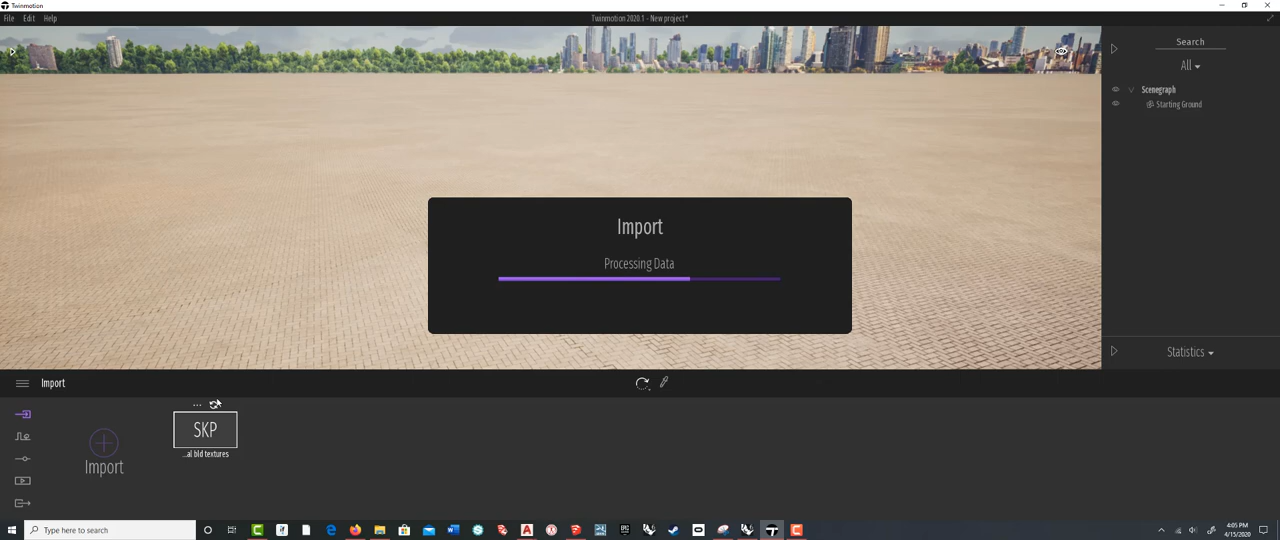 Twinmotion
File Edit Help
Twinmotion 2020.1 - New project*
Search
All
Scenegraph
Starting Ground
Import
Processing Data
Statistics
Import
SKP
...al bld textures
Import
Type here to search
4:05 PM
4/15/2020